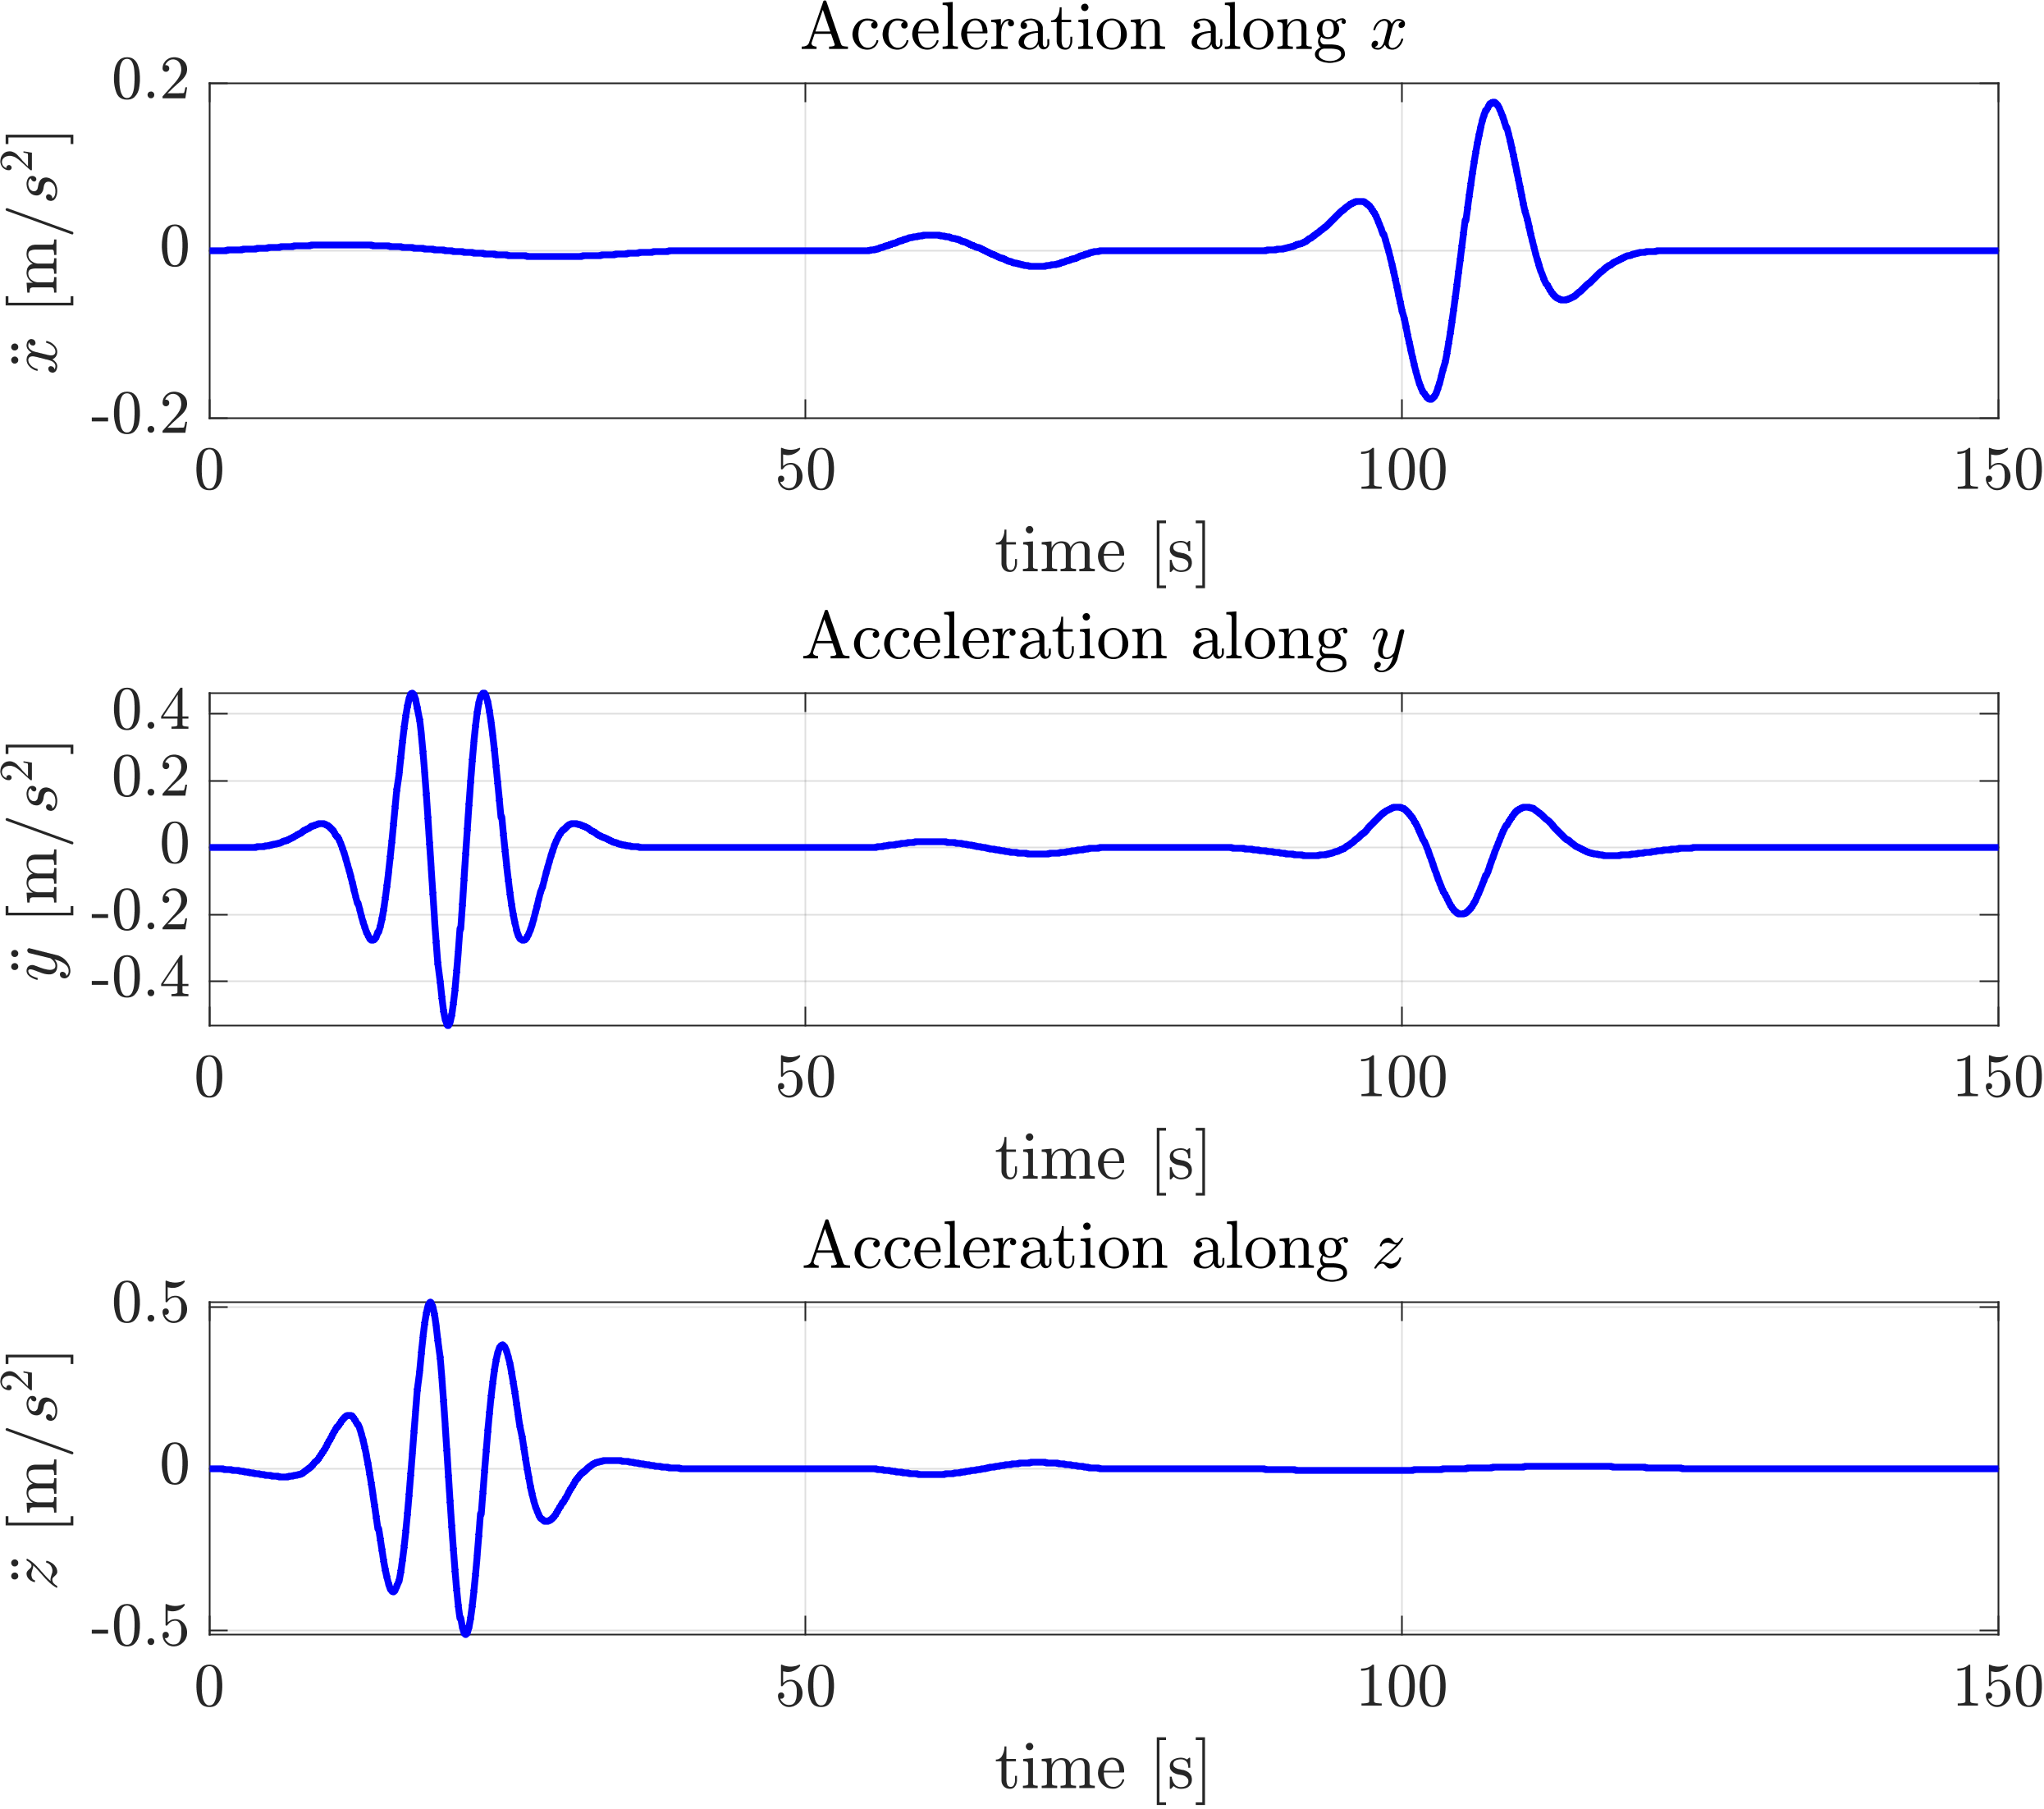 Acceleration along x
ẍ [m/s²]
0.2
0
-0.2
0 50 100 150
time [s]
Acceleration along y
ÿ [m/s²]
0.4
0.2
0
-0.2
-0.4
0 50 100 150
time [s]
Acceleration along z
z̈ [m/s²]
0.5
0
-0.5
0 50 100 150
time [s]